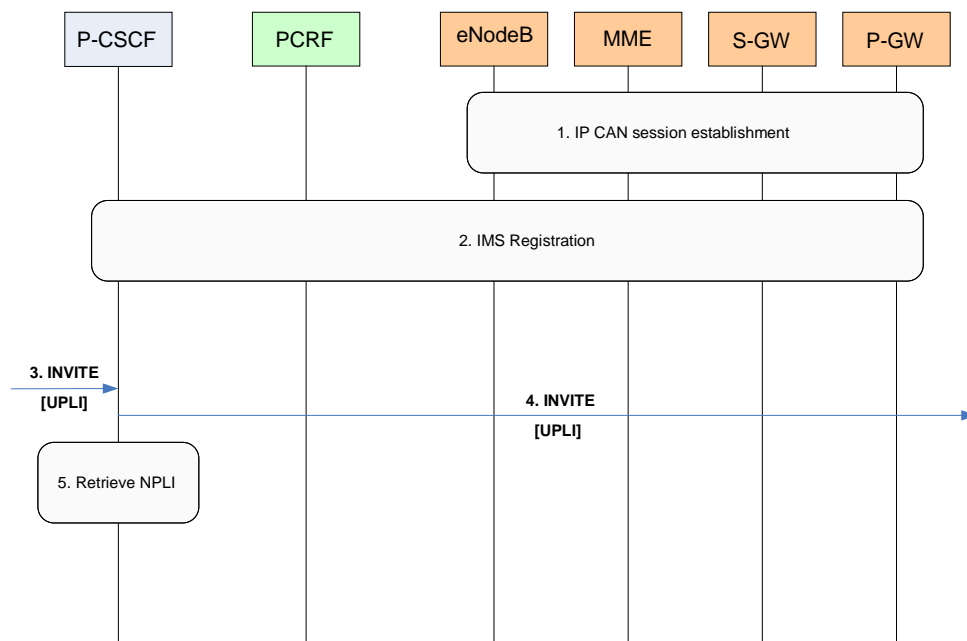 P-CSCF
PCRF
eNodeB
MME
S-GW
P-GW
1. IP CAN session establishment
2. IMS Registration
3. INVITE
[UPLI]
4. INVITE
[UPLI]
5. Retrieve NPLI